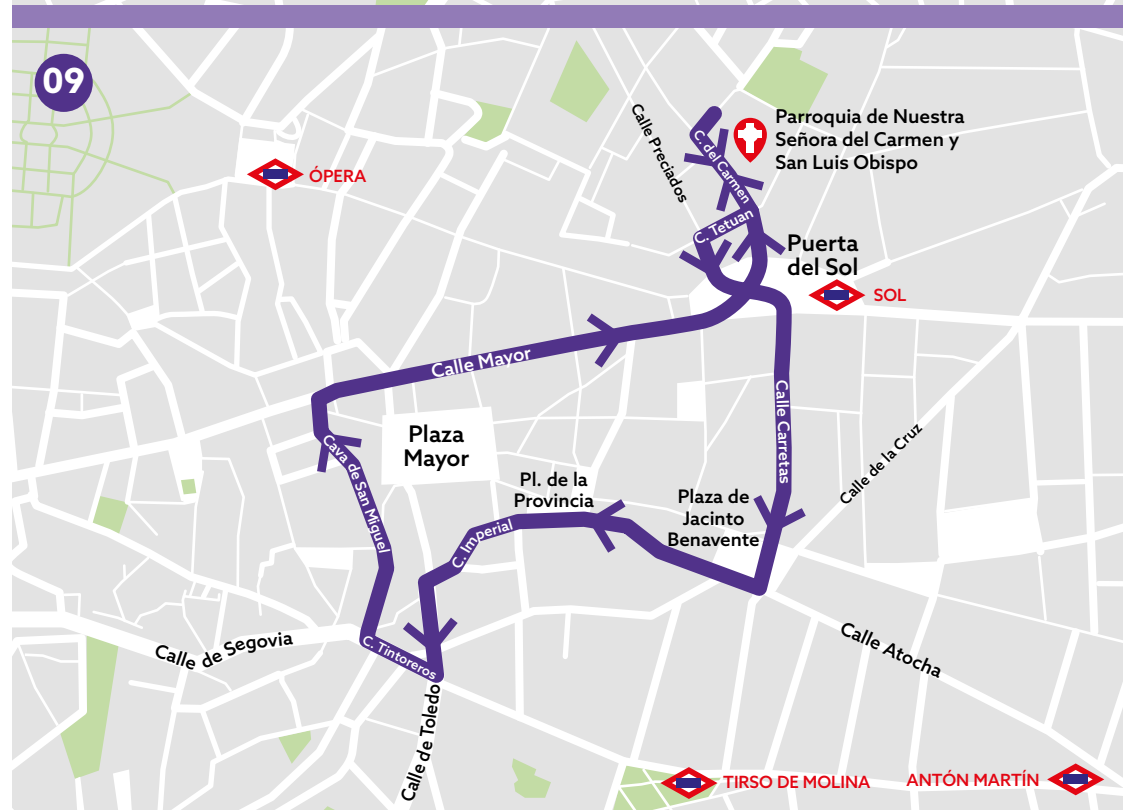 09
Calle Preciados
C. del Carmen
Parroquia de Nuestra
Señora del Carmen y
San Luis Obispo
ÓPERA
C. Tetuan
Puerta
del Sol
SOL
Calle Mayor
Calle Carretas
Plaza
Mayor
Calle de la Cruz
Cava de San Miguel
Pl. de la
Provincia
Plaza de
Jacinto
Benavente
C. Imperial
Calle de Segovia
C. Tintoreros
Calle Atocha
Calle de Toledo
TIRSO DE MOLINA
ANTÓN MARTÍN